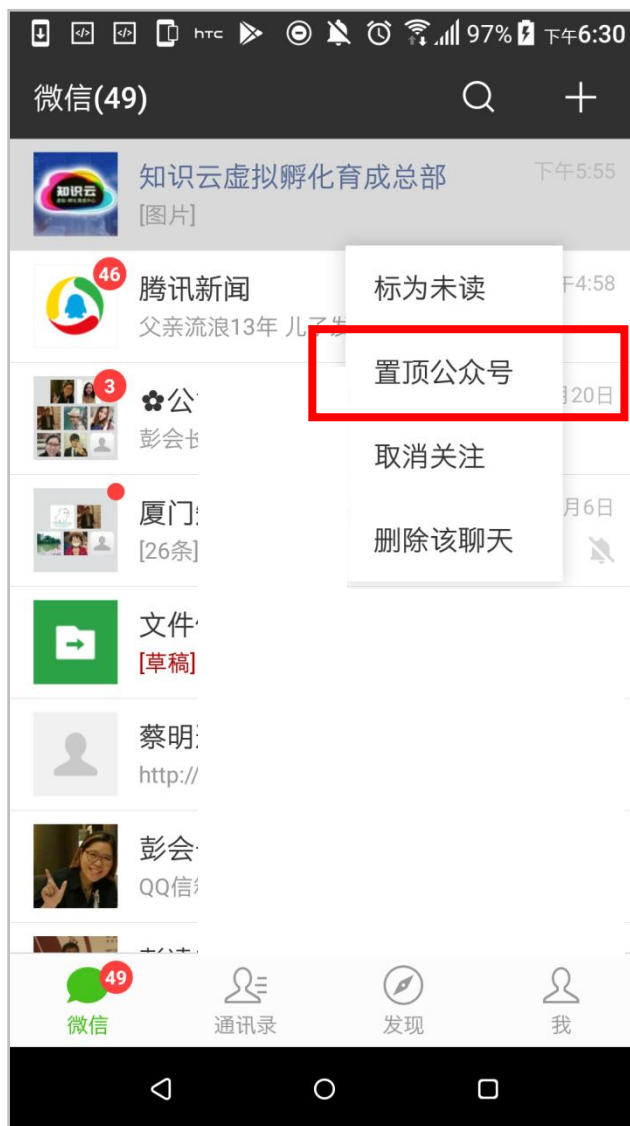 hTC 97% 下午6:30
微信(49)
知识云
知识云虚拟孵化育成总部 下午5:55
[图片]
46
腾讯新闻 4:58
父亲流浪13年 儿子
标为未读
置顶公众号
3
公 20日
彭会长
取消关注
厦门 月6日
[26条]
删除该聊天
文件
[草稿]
蔡明
http://
彭会
QQ信
49
微信 通讯录 发现 我